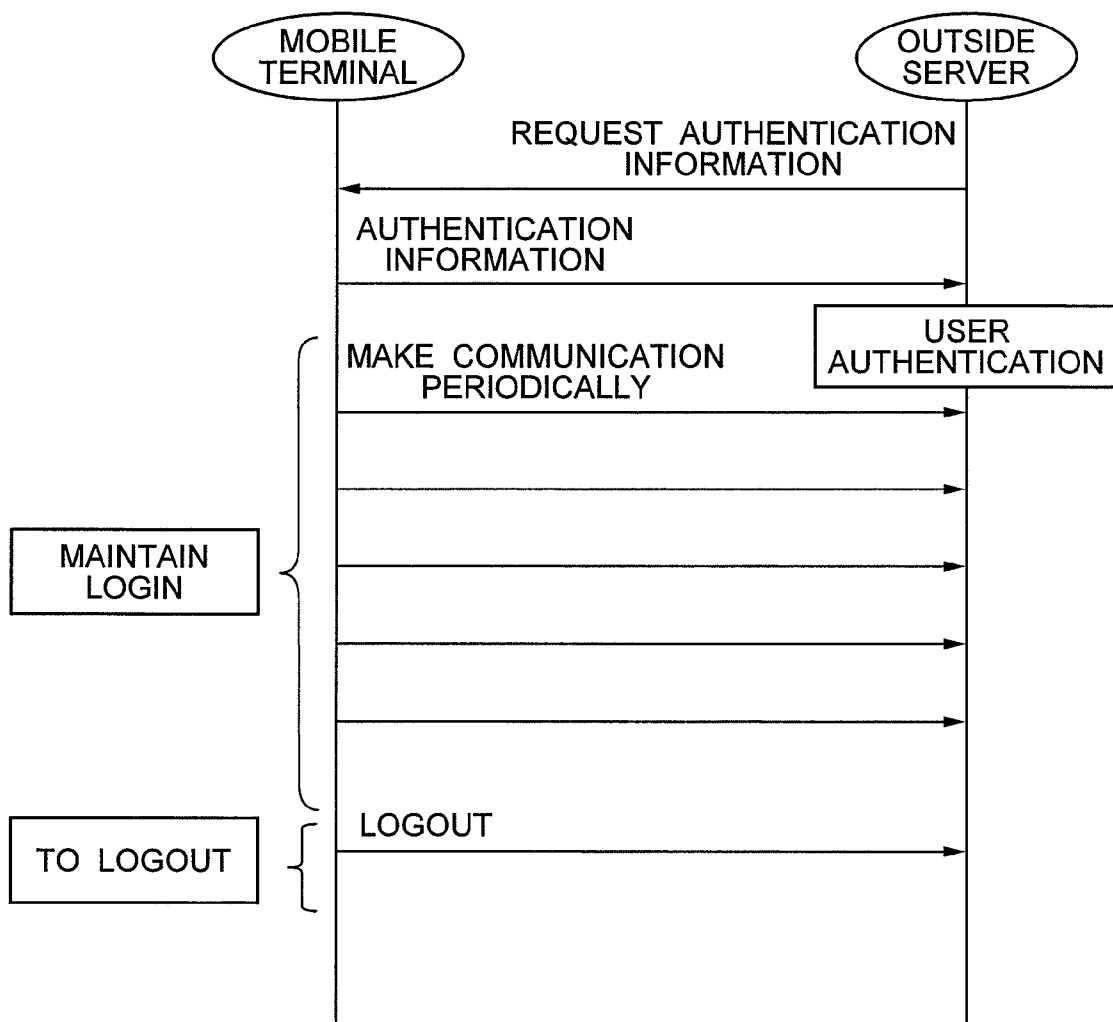 MOBILE
TERMINAL
OUTSIDE
SERVER
REQUEST AUTHENTICATION
INFORMATION
AUTHENTICATION
INFORMATION
USER
AUTHENTICATION
MAKE COMMUNICATION
PERIODICALLY
MAINTAIN
LOGIN
LOGOUT
TO LOGOUT